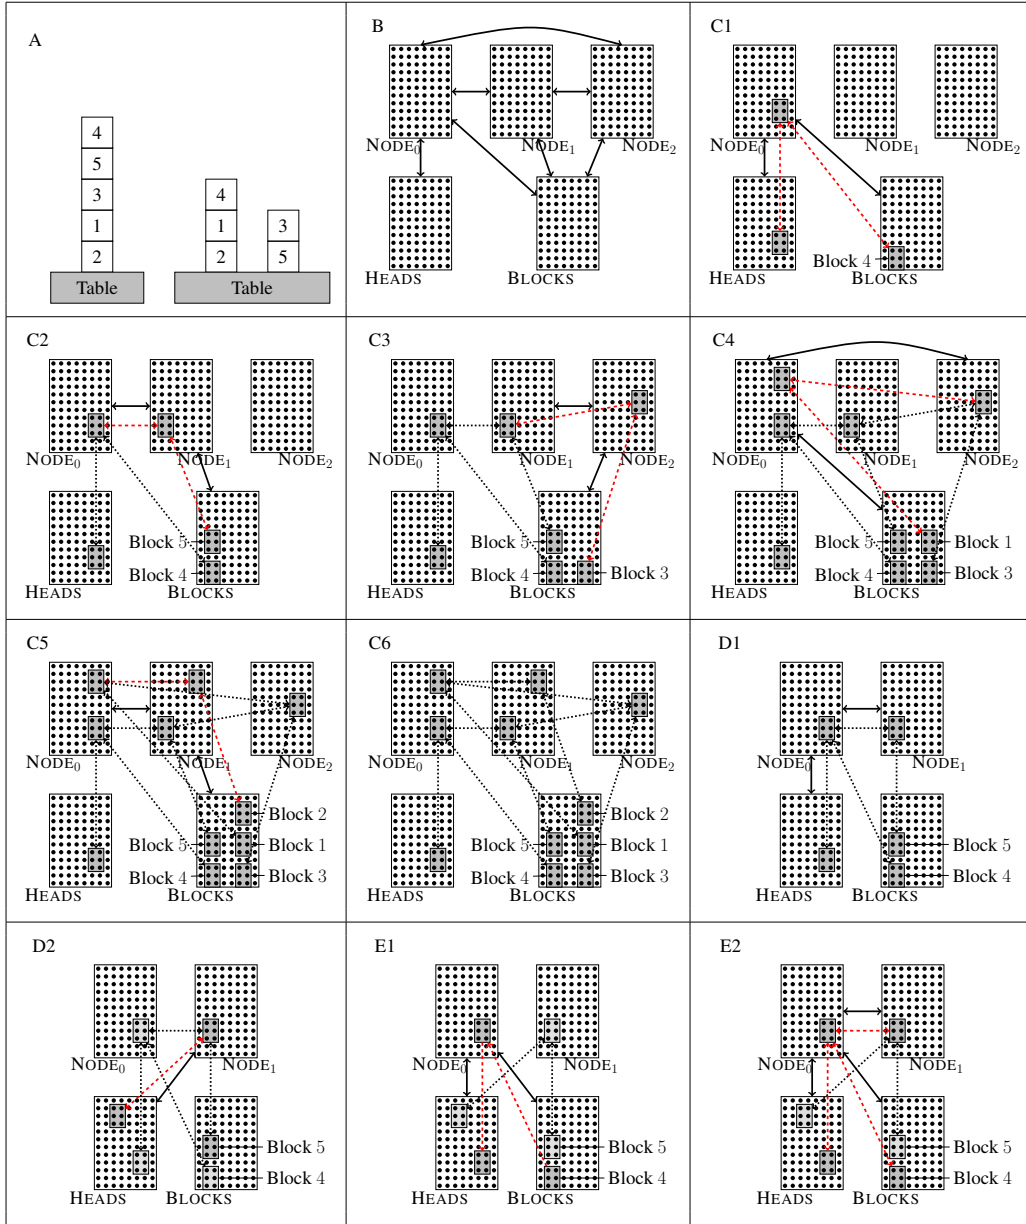 A
4
5
3
1
2
4
1
2
3
5
Table
Table
B
NODE₀
NODE₁
NODE₂
HEADS
BLOCKS
C1
NODE₀
NODE₁
NODE₂
Block 4
HEADS
BLOCKS
C2
NODE₀
NODE₁
NODE₂
Block 5
Block 4
HEADS
BLOCKS
C3
NODE₀
NODE₁
NODE₂
Block 5
Block 4
Block 3
HEADS
BLOCKS
C4
NODE₀
NODE₁
NODE₂
Block 5
Block 1
Block 4
Block 3
HEADS
BLOCKS
C5
NODE₀
NODE₁
NODE₂
Block 2
Block 5
Block 1
Block 4
Block 3
HEADS
BLOCKS
C6
NODE₀
NODE₁
NODE₂
Block 2
Block 5
Block 1
Block 4
Block 3
HEADS
BLOCKS
D1
NODE₀
NODE₁
Block 5
Block 4
HEADS
BLOCKS
D2
NODE₀
NODE₁
Block 5
Block 4
HEADS
BLOCKS
E1
NODE₀
NODE₁
Block 5
Block 4
HEADS
BLOCKS
E2
NODE₀
NODE₁
Block 5
Block 4
HEADS
BLOCKS